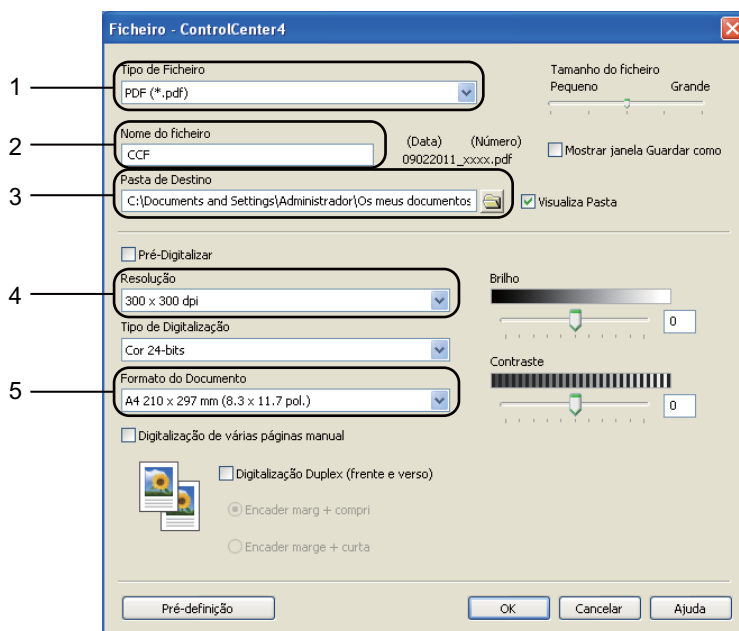 Ficheiro - ControlCenter4
1
Tipo de Ficheiro
PDF (*.pdf)
Tamanho do ficheiro
Pequeno Grande
2
Nome do ficheiro
CCF
(Data) (Número)
09022011_xxxx.pdf
Mostrar janela Guardar como
3
Pasta de Destino
C:\Documents and Settings\Administrador\Os meus documentos
Visualiza Pasta
Pré-Digitalizar
4
Resolução
300 x 300 dpi
Brilho
0
Tipo de Digitalização
Cor 24-bits
5
Formato do Documento
A4 210 x 297 mm (8.3 x 11.7 pol.)
Contraste
0
Digitalização de várias páginas manual
Digitalização Duplex (frente e verso)
Encader marg + compri
Encader marge + curta
Pré-definição
OK
Cancelar
Ajuda